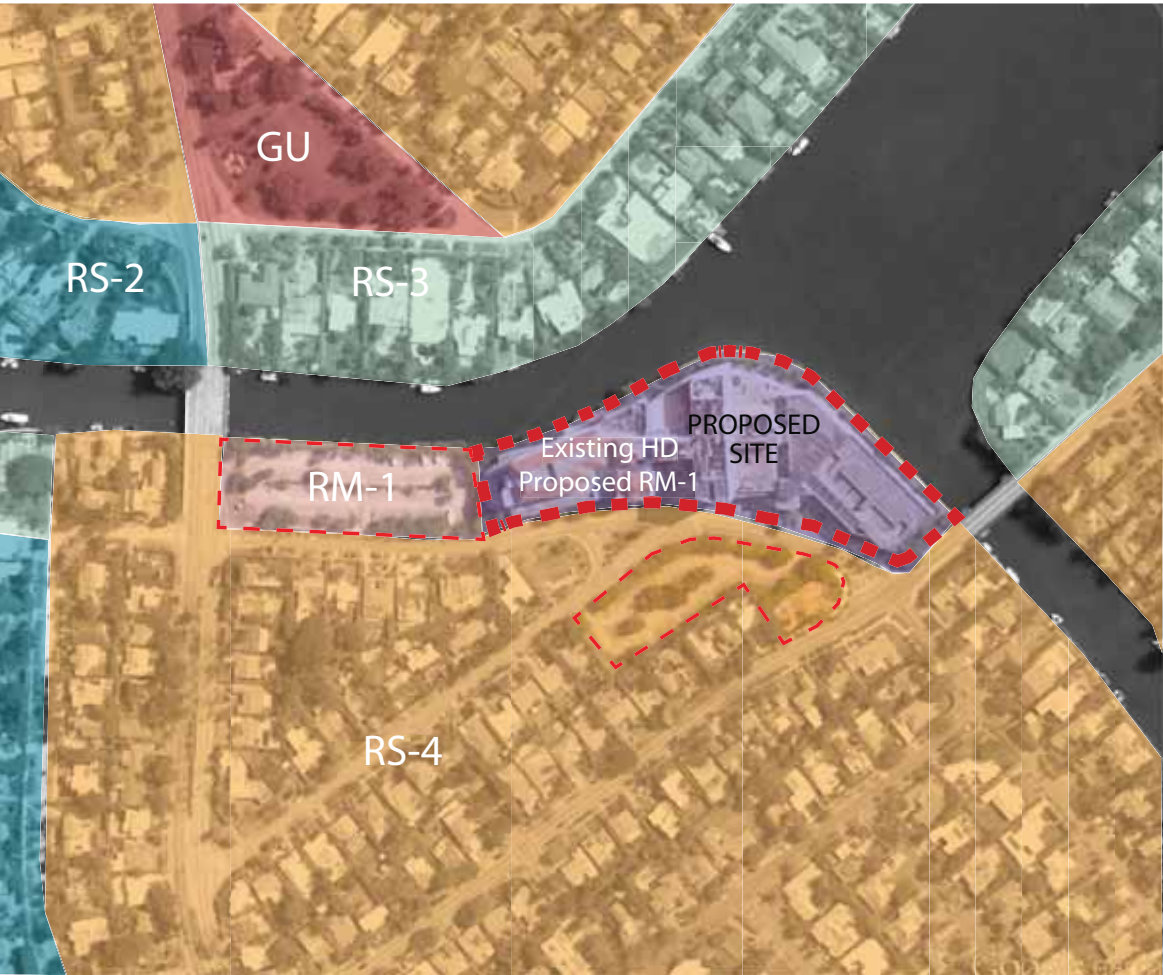 GU
RS-2
RS-3
PROPOSED
SITE
Existing HD
Proposed RM-1
RM-1
RS-4